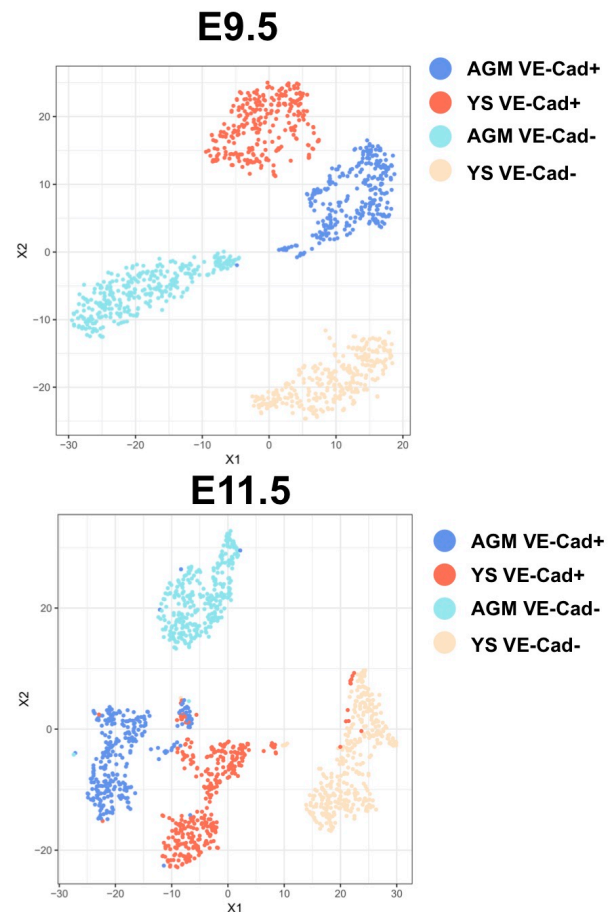 E9.5
AGM VE-Cad+
YS VE-Cad+
AGM VE-Cad-
YS VE-Cad-
20
10
0
−10
−20
X2
−30 −20 −10 0 10 20
X1
E11.5
AGM VE-Cad+
YS VE-Cad+
AGM VE-Cad-
YS VE-Cad-
20
0
−20
X2
−30 −20 −10 0 10 20 30
X1